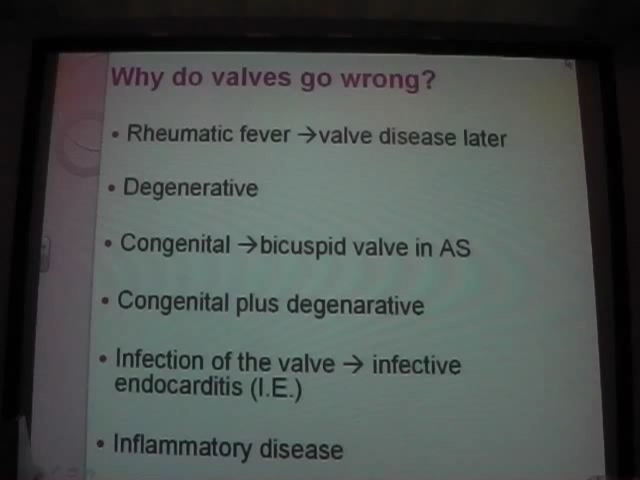 Why do valves go wrong?
• Rheumatic fever →valve disease later
• Degenerative
• Congenital →bicuspid valve in AS
• Congenital plus degenarative
• Infection of the valve → infective
endocarditis (I.E.)
• Inflammatory disease